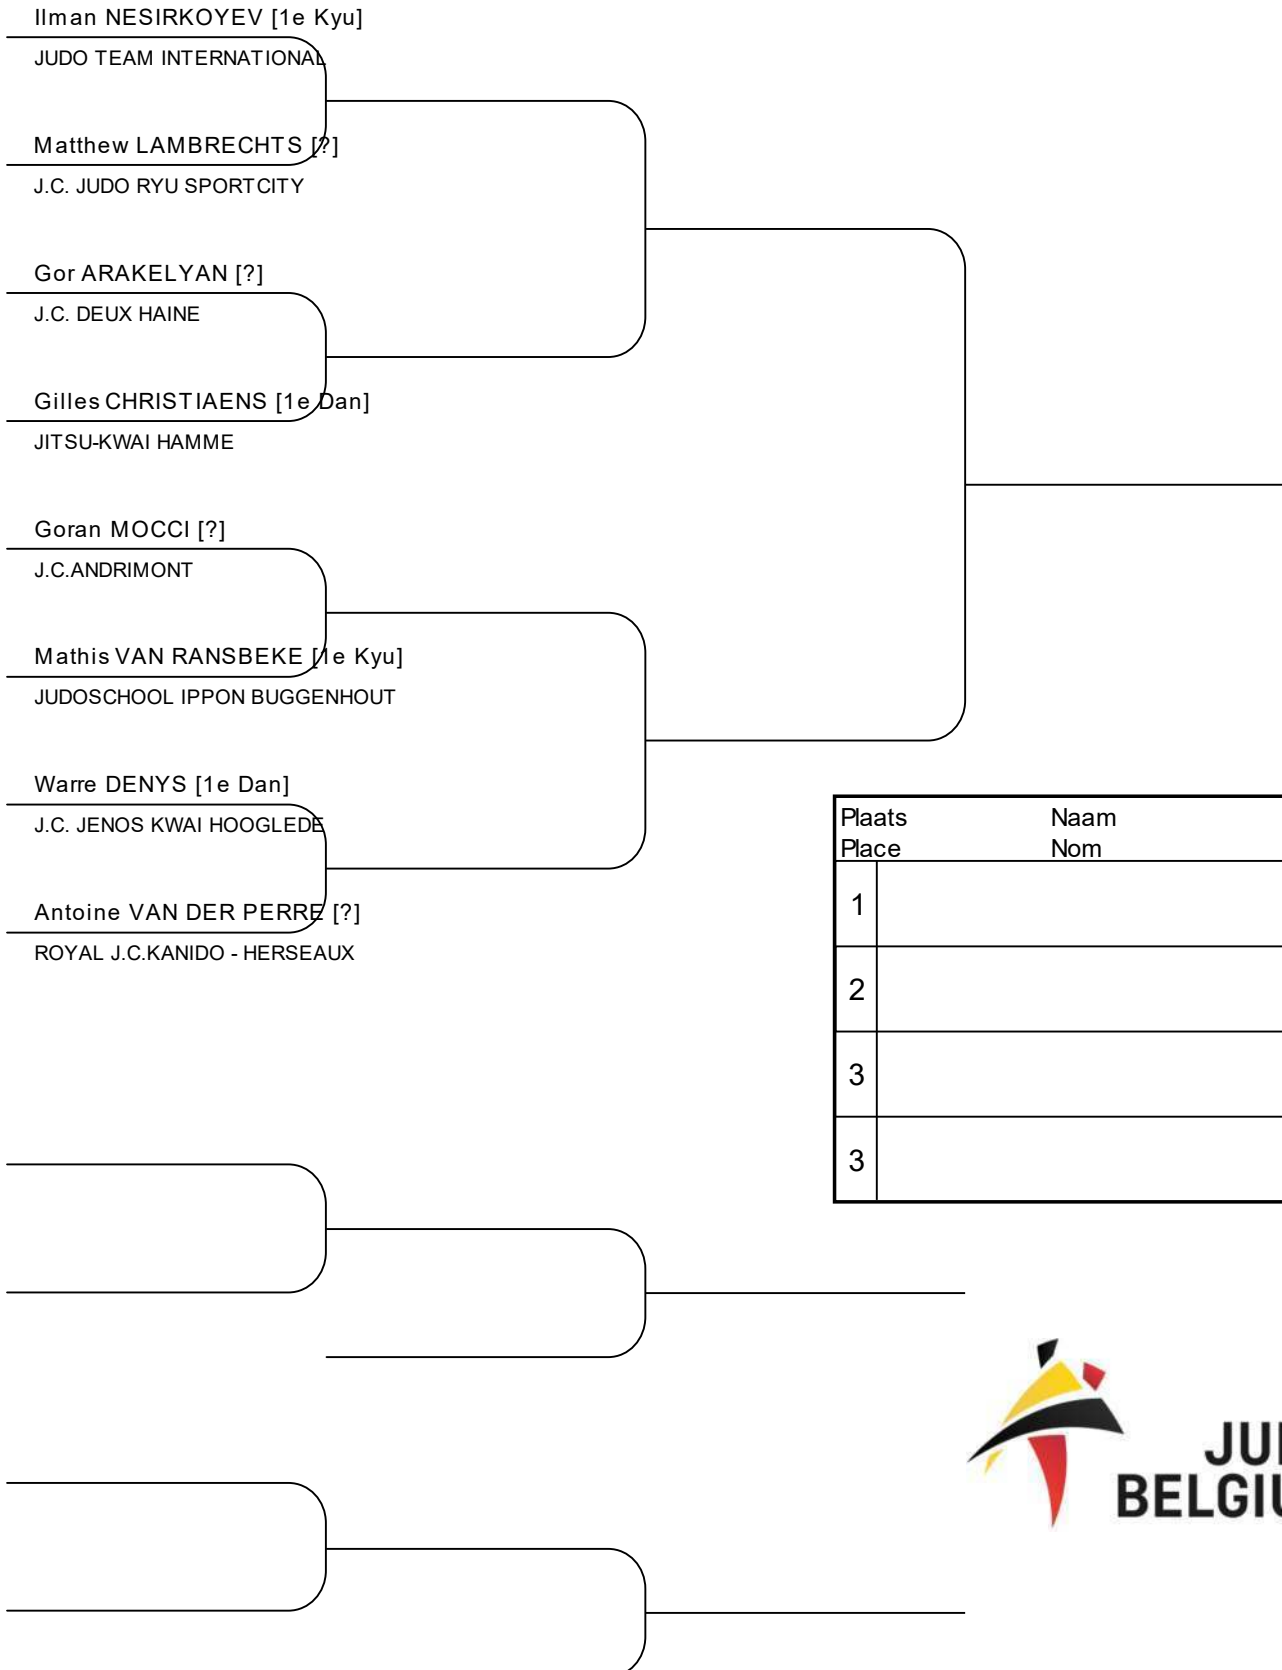 Ilman NESIRKOYEV [1e Kyu]
JUDO TEAM INTERNATIONAL
Matthew LAMBRECHTS [?]
J.C. JUDO RYU SPORTCITY
Gor ARAKELYAN [?]
J.C. DEUX HAINE
Gilles CHRISTIAENS [1e Dan]
JITSU-KWAI HAMME
Goran MOCCI [?]
J.C.ANDRIMONT
Mathis VAN RANSBEKE [1e Kyu]
JUDOSCHOOL IPPON BUGGENHOUT
Warre DENYS [1e Dan]
J.C. JENOS KWAI HOOGLEDE
Antoine VAN DER PERRE [?]
ROYAL J.C.KANIDO - HERSEAUX
Plaats Naam
Place Nom
1
2
3
3